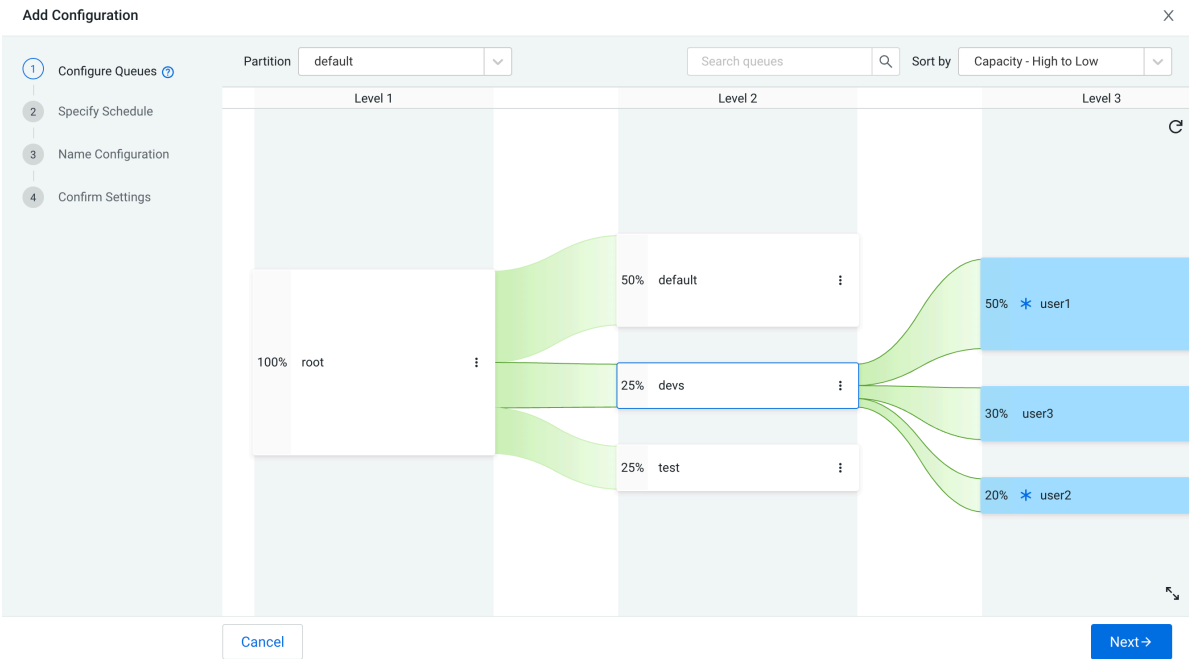 Add Configuration
1 Configure Queues ?
2 Specify Schedule
3 Name Configuration
4 Confirm Settings
Partition default Search queues Sort by Capacity - High to Low
Level 1 Level 2 Level 3
100% root
50% default
25% devs
25% test
50% user1
30% user3
20% user2
Cancel Next